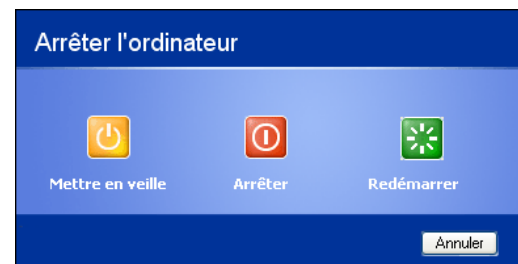 Arrêter l'ordinateur
Mettre en veille
Arrêter
Redémarrer
Annuler